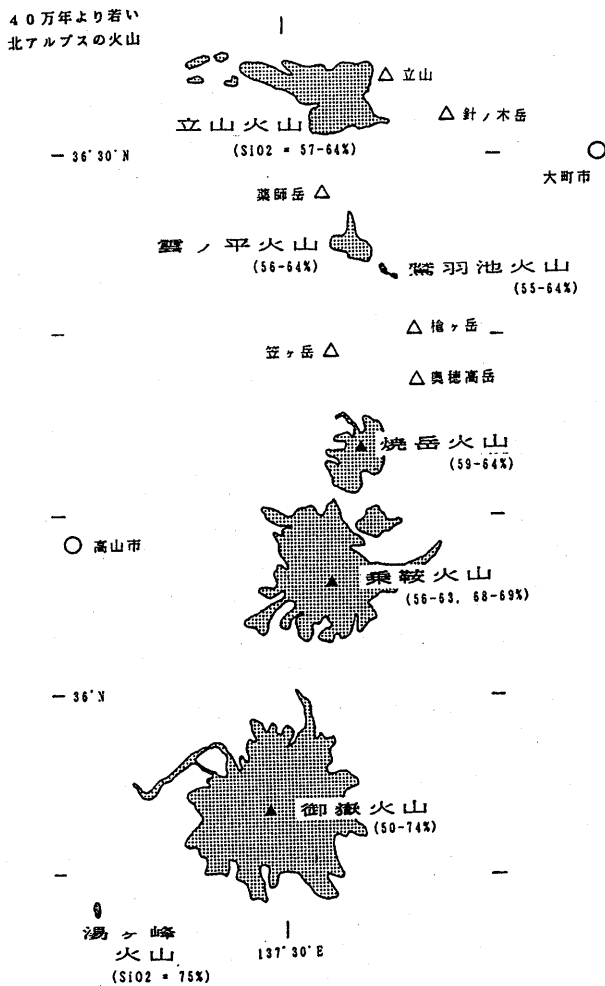 40万年より若い
北アルプスの火山
立山
針ノ木岳
立山火山
(SiO2 = 57-64%)
36°30'N
大町市
薬師岳
雲ノ平火山
(56-64%)
鷲羽池火山
(55-64%)
槍ヶ岳
笠ヶ岳
奥穂高岳
焼岳火山
(59-64%)
高山市
乗鞍火山
(56-63, 68-69%)
36°N
御嶽火山
(50-74%)
湯ヶ峰
火山
(SiO2 = 75%)
137°30'E